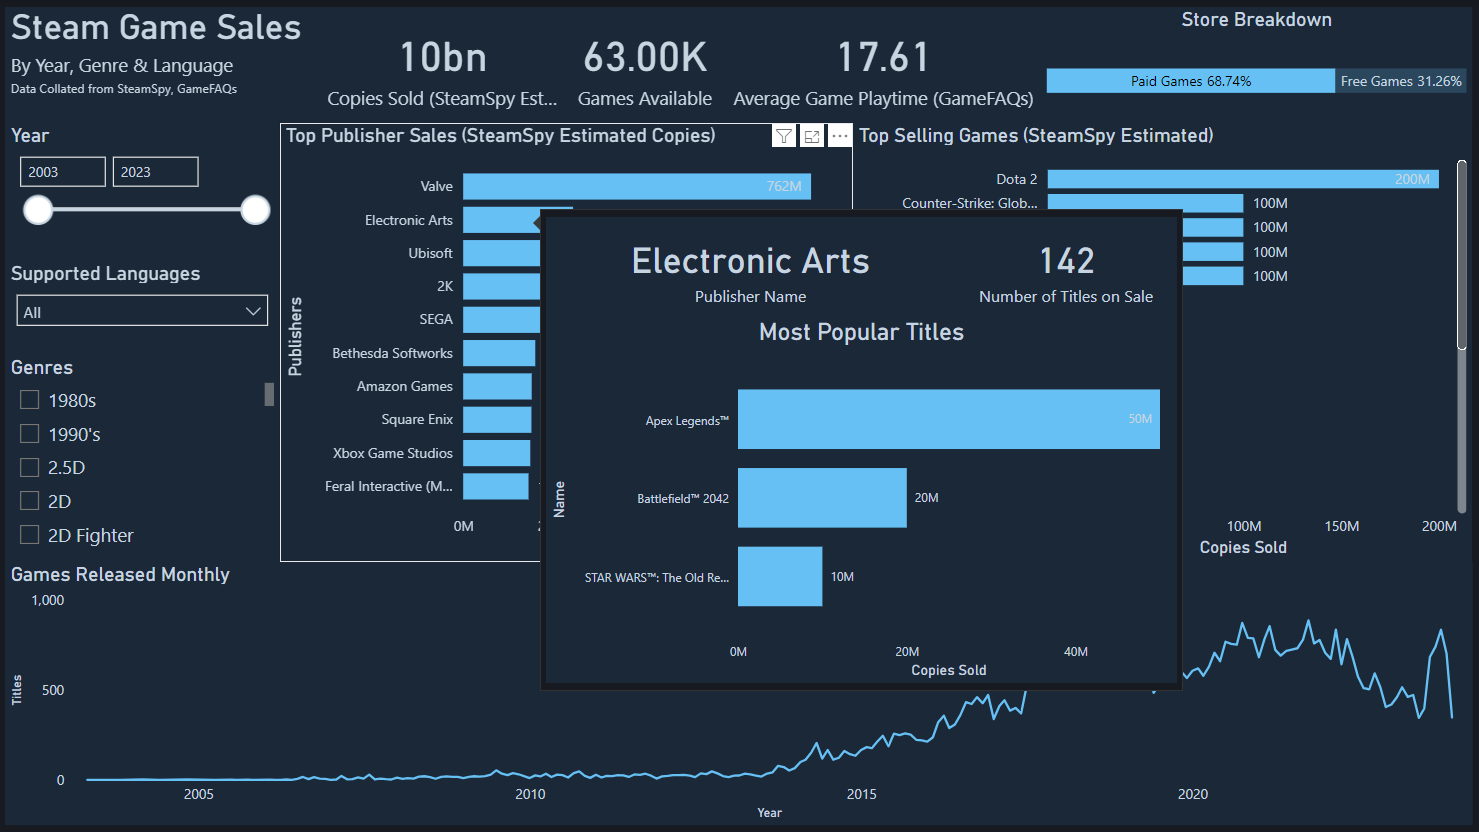 Steam Game Sales
By Year, Genre & Language
Data Collated from SteamSpy, GameFAQs
10bn
Copies Sold (SteamSpy Est...
63.00K
Games Available
17.61
Average Game Playtime (GameFAQs)
Store Breakdown
Paid Games 68.74%
Free Games 31.26%
Year
2003
2023
Supported Languages
All
Genres
1980s
1990's
2.5D
2D
2D Fighter
Top Publisher Sales (SteamSpy Estimated Copies)
Publishers
Valve
762M
Electronic Arts
Ubisoft
2K
SEGA
Bethesda Softworks
Amazon Games
Square Enix
Xbox Game Studios
Feral Interactive (M...
0M
Top Selling Games (SteamSpy Estimated)
Dota 2
200M
Counter-Strike: Glob...
100M
100M
100M
100M
100M
150M
200M
Copies Sold
Electronic Arts
Publisher Name
142
Number of Titles on Sale
Most Popular Titles
Name
Apex Legends™
50M
Battlefield™ 2042
20M
STAR WARS™: The Old Re...
10M
0M
20M
40M
Copies Sold
Games Released Monthly
Titles
1,000
500
0
2005
2010
2015
2020
Year